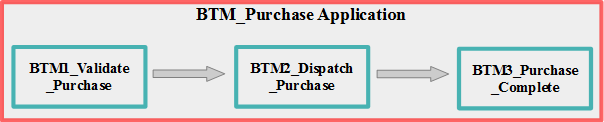 BTM_Purchase Application
BTM1_Validate
_Purchase
BTM2_Dispatch
_Purchase
BTM3_Purchase
_Complete